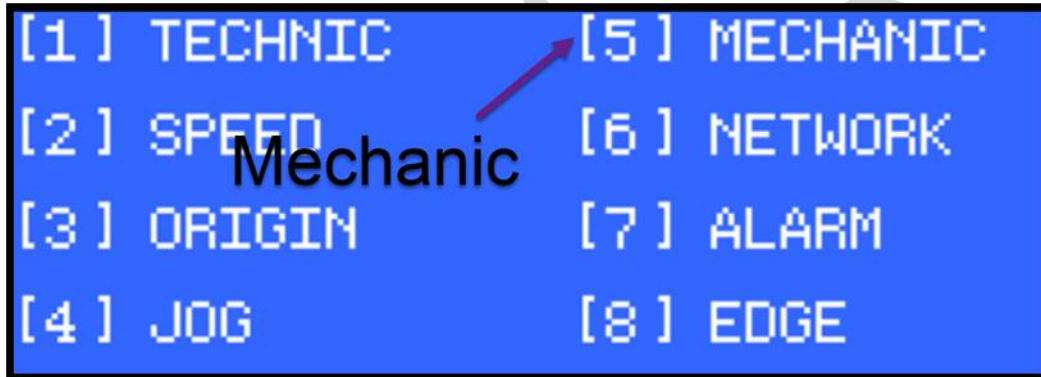 [1] TECHNIC [5] MECHANIC
[2] SPEED [6] NETWORK
Mechanic
[3] ORIGIN [7] ALARM
[4] JOG [8] EDGE